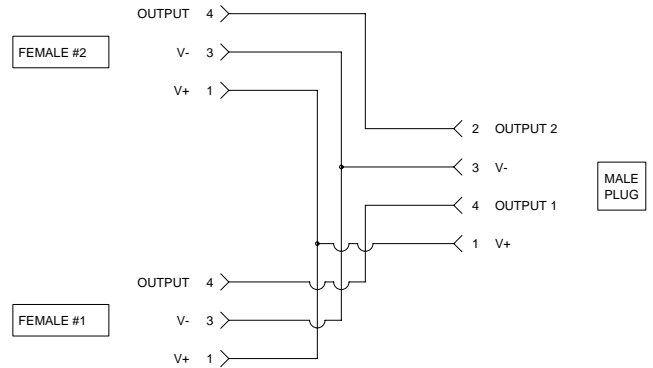 OUTPUT 4
FEMALE #2
V- 3
V+ 1
2 OUTPUT 2
3 V-
MALE
PLUG
4 OUTPUT 1
1 V+
OUTPUT 4
FEMALE #1
V- 3
V+ 1